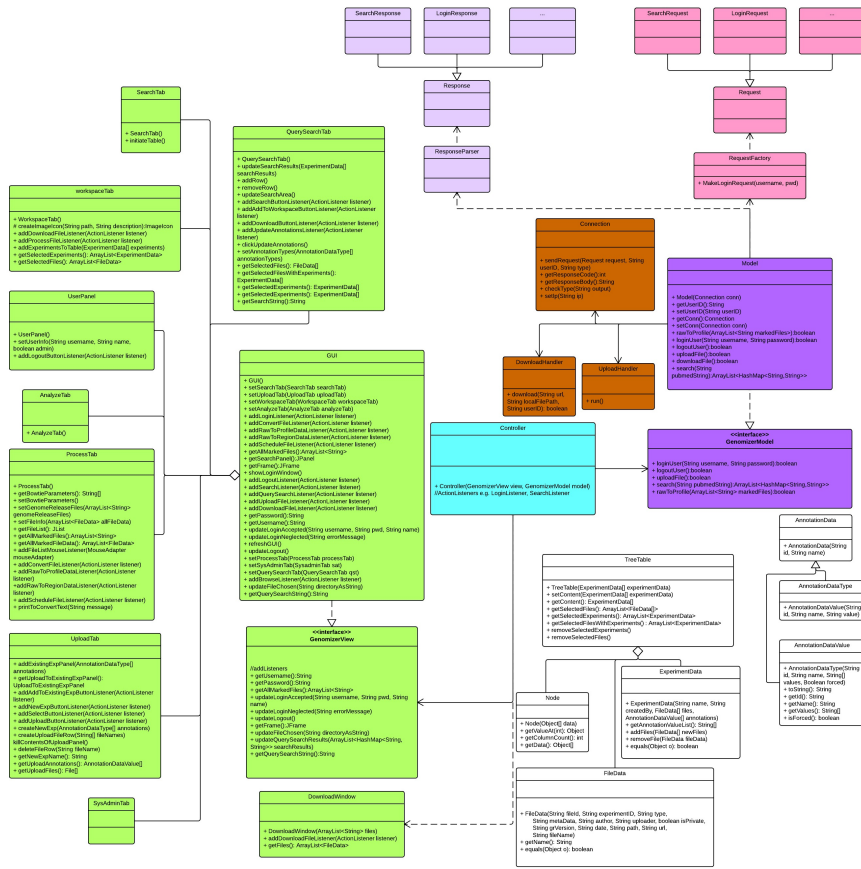 SearchResponse
LoginResponse
...
SearchRequest
LoginRequest
...
Response
Request
ResponseParser
RequestFactory
+ MakeLoginRequest(username, pwd)
SearchTab
+ SearchTab()
+ initiateTable()
QuerySearchTab
+ QuerySearchTab()
+ updateSearchResults(ExperimentData[]
searchResults)
+ addRow()
+ removeRow()
+ updateSearchArea()
+ addSearchButtonListener(ActionListener listener)
+ addAddToWorkspaceButtonListener(ActionListener
listener)
+ addDownloadButtonListener(ActionListener listener)
+ addUpdateAnnotationsListener(ActionListener
listener)
+ clickUpdateAnnotations()
+ setAnnotationTypes(AnnotationDataType[]
annotationTypes)
+ getSelectedFiles(): FileData[]
+ getSelectedFilesWithExperiments():
ExperimentData[]
+ getSelectedExperiments(): ExperimentData[]
+ getSelectedExperiments(): ExperimentData[]
+ getSearchString():String
workspaceTab
+ WorkspaceTab()
# createImageIcon(String path, String description):ImageIcon
+ addDownloadFileListener(ActionListener listener)
+ addProcessFileListener(ActionListener listener)
+ addExperimentsToTable(ExperimentData[] experiments)
+ getSelectedExperiments(): ArrayList<ExperimentData>
+ getSelectedFiles(): ArrayList<FileData>
Connection
+ sendRequest(Request request, String
userID, String type)
+ getResponseCode():int
+ getResponseBody():String
+ checkType(String output)
+ setIp(String ip)
Model
+ Model(Connection conn)
+ getUserID():String
+ setUserID(String userID)
+ getConn():Connection
+ setConn(Connection conn)
+ rawToProfile(ArrayList<String> markedFiles):boolean
+ loginUser(String username, String password):boolean
+ logoutUser():boolean
+ uploadFile():boolean
+ downloadFile():boolean
+ search(String
pubmedString):ArrayList<HashMap<String,String>>
UserPanel
+ UserPanel()
+ setUserInfo(String username, String name,
boolean admin)
+ addLogoutButtonListener(ActionListener listener)
DownloadHandler
+ download(String url,
String localFilePath,
String userID): boolean
UploadHandler
+ run()
AnalyzeTab
+ AnalyzeTab()
GUI
+ GUI()
+ setSearchTab(SearchTab searchTab)
+ setUploadTab(UploadTab uploadTab)
+ setWorkspaceTab(WorkspaceTab workspaceTab)
+ setAnalyzeTab(AnalyzeTab analyzeTab)
+ addLoginListener(ActionListener listener)
+ addConvertFileListener(ActionListener listener)
+ addRawToProfileDataListener(ActionListener listener)
+ addRawToRegionDataListener(ActionListener listener)
+ addScheduleFileListener(ActionListener listener)
+ getAllMarkedFiles():ArrayList<String>
+ getSearchPanel():JPanel
+ getFrame():JFrame
+ showLoginWindow()
+ addLogoutListener(ActionListener listener)
+ addSearchListener(ActionListener listener)
+ addQuerySearchListener(ActionListener listener)
+ addUploadFileListener(ActionListener listener)
+ addDownloadFileListener(ActionListener listener)
+ getPassword():String
+ getUsername():String
+ updateLoginAccepted(String username, String pwd, String name)
+ updateLoginNeglected(String errorMessage)
+ refreshGUI()
+ updateLogout()
+ setProcessTab(ProcessTab processTab)
+ setSysAdminTab(SysadminTab sat)
+ setQuerySearchTab(QuerySearchTab qst)
+ addBrowseListener(ActionListener listener)
+ updateFileChosen(String directoryAsString)
+ getQuerySearchString():String
Controller
+ Controller(GenomizerView view, GenomizerModel model)
//ActionListeners e.g. LoginListener, SearchListener
<<interface>>
GenomizerModel
+ loginUser(String username, String password):boolean
+ logoutUser():boolean
+ uploadFile():boolean
+ search(String pubmedString):ArrayList<HashMap<String,String>>
+ rawToProfile(ArrayList<String> markedFiles):boolean
ProcessTab
+ ProcessTab()
+ getBowtieParameters(): String[]
+ setBowtieParameters()
+ setGenomeReleaseFiles(ArrayList<String>
genomeReleaseFiles)
+ setFileInfo(ArrayList<FileData> allFileData)
+ getFileList(): JList
+ getAllMarkedFiles():ArrayList<String>
+ getAllMarkedFileData(): ArrayList<FileData>
+ addFileListMouseListener(MouseAdapter
mouseAdapter)
+ addConvertFileListener(ActionListener listener)
+ addRawToProfileDataListener(ActionListener
listener)
+addRawToRegionDataListener(ActionListener
listener)
+ addScheduleFileListener(ActionListener listener)
+ printToConvertText(String message)
AnnotationData
+ AnnotationData(String
id, String name)
TreeTable
+ TreeTable(ExperimentData[] experimentData)
+ setContent(ExperimentData[] experimentData)
+ getContent(): ExperimentData[]
+ getSelectedFiles(): ArrayList<FileData[]>
+ getSelectedExperiments(): ArrayList<ExperimentData>
+ getSelectedFilesWithExperiments() : ArrayList<ExperimentData>
+ removeSelectedExperiments()
+ removeSelectedFiles()
AnnotationDataType
+ AnnotationDataValue(String
id, String name, String value)
UploadTab
+ addExistingExpPanel(AnnotationDataType[]
annotations)
+ getUploadToExistingExpPanel():
UploadToExistingExpPanel
+ addAddToExistingExpButtonListener(ActionListener
listener)
+ addNewExpButtonListener(ActionListener listener)
+ addSelectButtonListener(ActionListener listener)
+ addUploadButtonListener(ActionListener listener)
+ createNewExp(AnnotationDataType[] annotations)
+ createUploadFileRow(String[] fileNames)
killContentsOfUploadPanel()
+ deleteFileRow(String fileName)
+ getNewExpName(): String
+ getUploadAnnotations(): AnnotationDataValue[]
+ getUploadFiles(): File[]
<<interface>>
GenomizerView
//addListeners
+ getUsername():String
+ getPassword():String
+ getAllMarkedFiles():ArrayList<String>
+ updateLoginAccepted(String username, String pwd, String
name)
+ updateLoginNeglected(String errorMessage)
+ updateLogout()
+ getFrame():JFrame
+ updateFileChosen(String directoryAsString)
+ updateQuerySearchResults(ArrayList<HashMap<String,
String>> searchResults)
+ getQuerySearchString():String
AnnotationDataValue
+ AnnotationDataType(String
id, String name, String[]
values, Boolean forced)
+ toString(): String
+ getId(): String
+ getName(): String
+ getValues(): String[]
+ isForced(): boolean
ExperimentData
+ ExperimentData(String name, String
createdBy, FileData[] files,
AnnotationDataValue[] annotations)
+ getAnnotationValueList(): String[]
+ addFiles(FileData[] newFiles)
+ removeFile(FileData fileData)
+ equals(Object o): boolean
Node
+ Node(Object[] data)
+ getValueAt(int): Object
+ getColumnCount(): int
+ getData(): Object[]
FileData
+ FileData(String fileId, String experimentID, String type,
String metaData, String author, String uploader, boolean isPrivate,
String grVersion, String date, String path, String url,
String fileName)
+ getName(): String
+ equals(Object o): boolean
SysAdminTab
DownloadWindow
+ DownloadWindow(ArrayList<String> files)
+ addDownloadFileListener(ActionListener listener)
+ getFiles(): ArrayList<FileData>